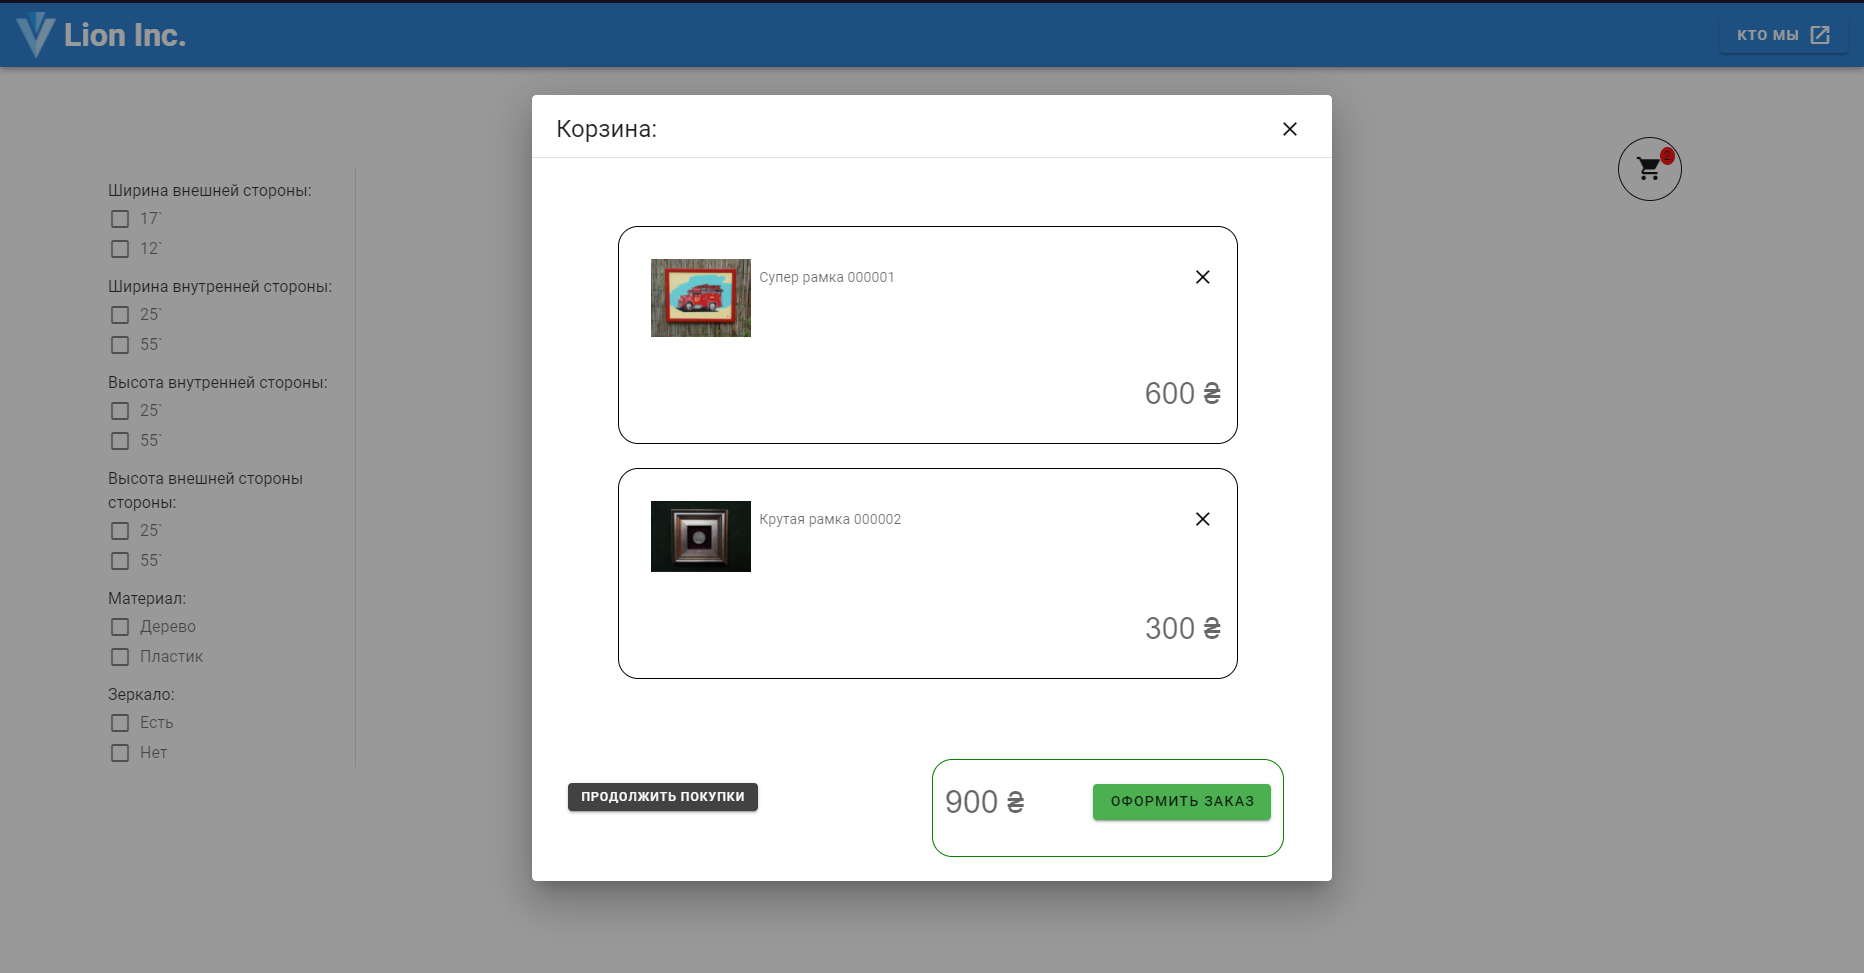 Lion Inc.
КТО МЫ
Корзина:
2
Ширина внешней стороны:
17`
12`
Ширина внутренней стороны:
25`
55`
Высота внутренней стороны:
25`
55`
Высота внешней стороны
стороны:
25`
55`
Материал:
Дерево
Пластик
Зеркало:
Есть
Нет
Супер рамка 000001
600 ₴
Крутая рамка 000002
300 ₴
ПРОДОЛЖИТЬ ПОКУПКИ
900 ₴
ОФОРМИТЬ ЗАКАЗ